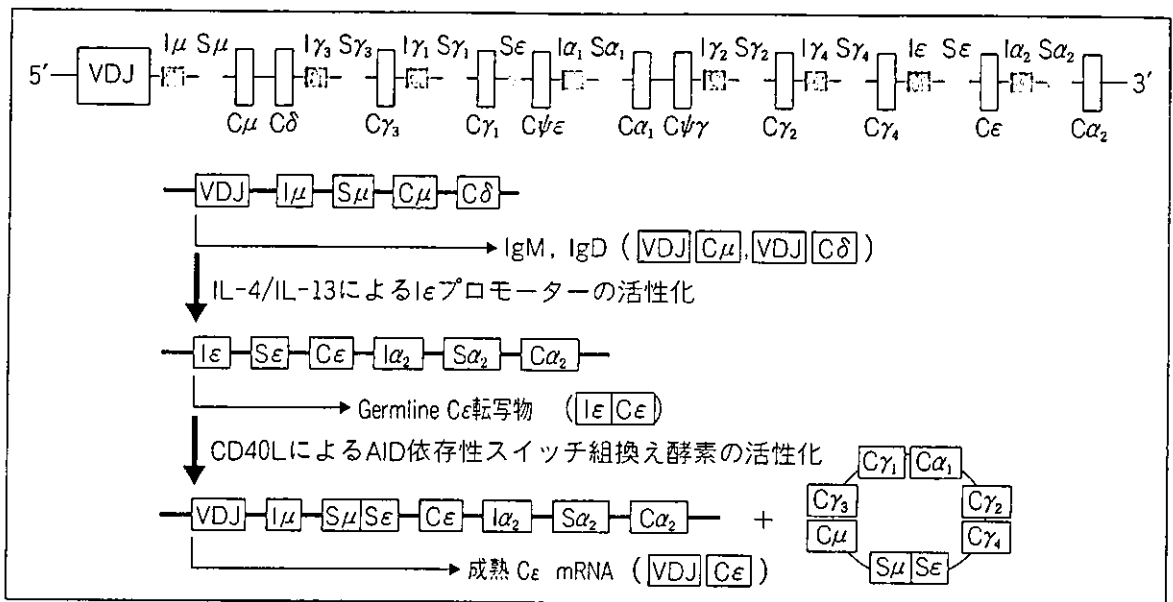 Iμ Sμ Iγ₃ Sγ₃ Iγ₁ Sγ₁ Sε Iα₁ Sα₁ Iγ₂ Sγ₂ Iγ₄ Sγ₄ Iε Sε Iα₂ Sα₂
5′ VDJ 3′
Cμ Cδ Cγ₃ Cγ₁ Cψε Cα₁ Cψγ Cγ₂ Cγ₄ Cε Cα₂
VDJ Iμ Sμ Cμ Cδ
IgM, IgD (VDJ Cμ, VDJ Cδ)
IL-4/IL-13によるIεプロモーターの活性化
Iε Sε Cε Iα₂ Sα₂ Cα₂
Germline Cε転写物 (Iε Cε)
CD40LによるAID依存性スイッチ組換え酵素の活性化
VDJ Iμ Sμ Sε Cε Iα₂ Sα₂ Cα₂ +
成熟 Cε mRNA (VDJ Cε)
Cγ₁ Cα₁
Cγ₃ Cγ₂
Cμ Cγ₄
Sμ Sε